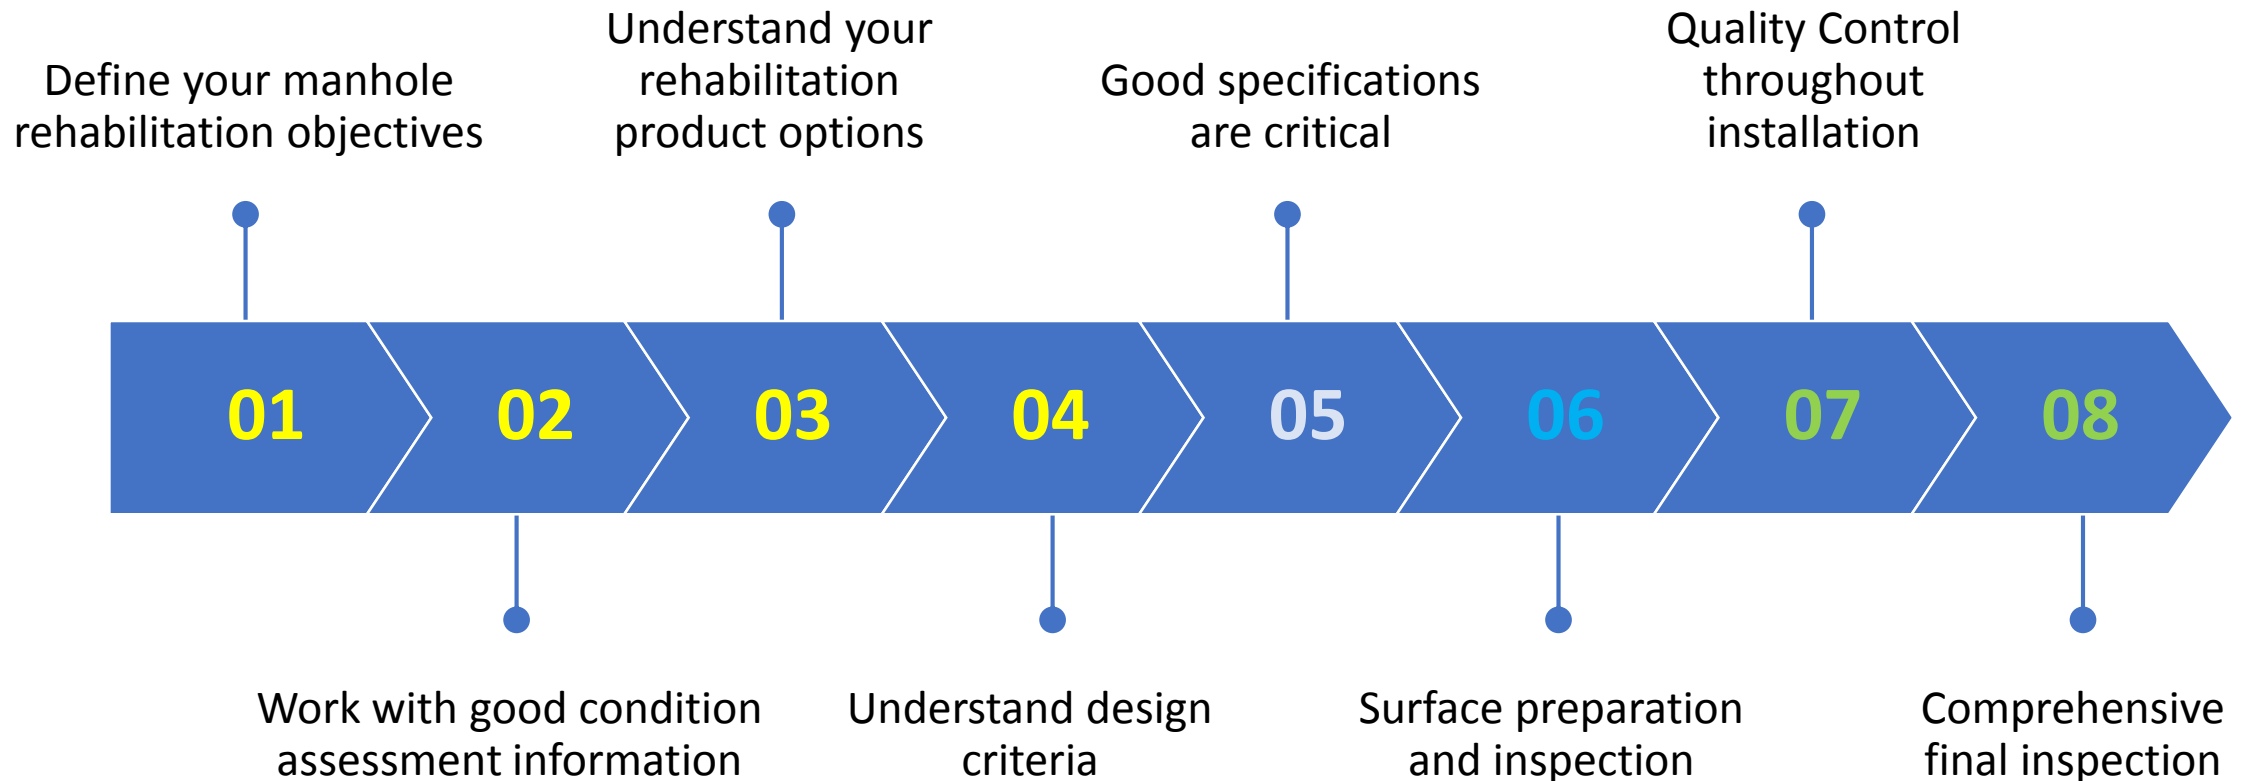 Define your manhole
rehabilitation objectives
Understand your
rehabilitation
product options
Good specifications
are critical
Quality Control
throughout
installation
01
02
03
04
05
06
07
08
Work with good condition
assessment information
Understand design
criteria
Surface preparation
and inspection
Comprehensive
final inspection